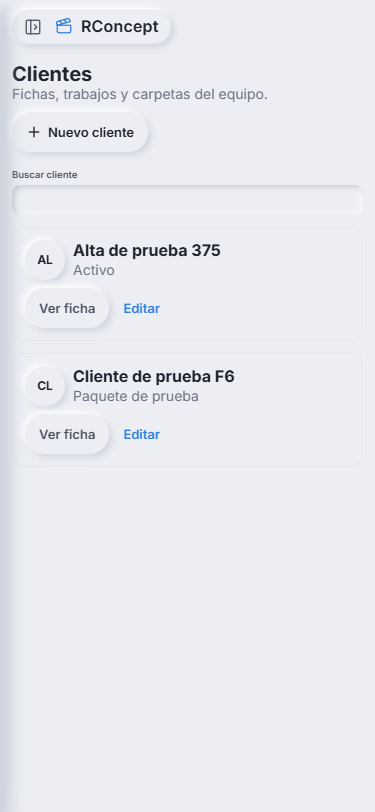 RConcept
Clientes
Fichas, trabajos y carpetas del equipo.
Nuevo cliente
Buscar cliente
AL
Alta de prueba 375
Activo
Ver ficha
Editar
CL
Cliente de prueba F6
Paquete de prueba
Ver ficha
Editar